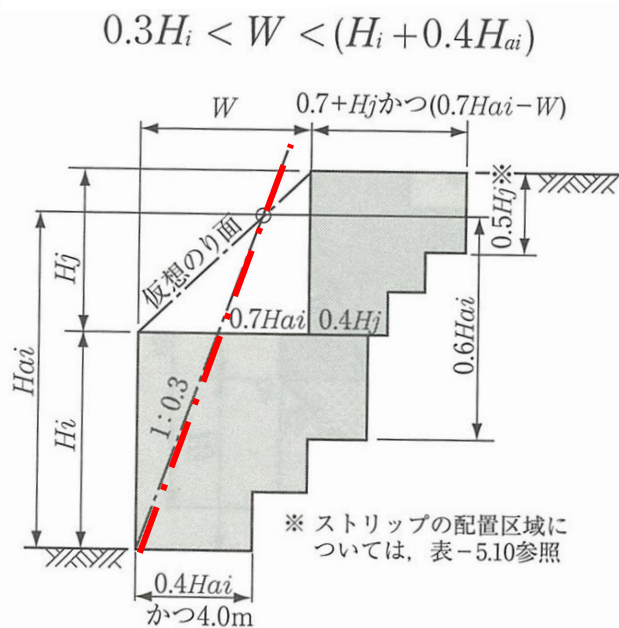 0.3Hi < W < (Hi + 0.4Hai)
W
0.7+Hjかつ(0.7Hai−W)
Hj
仮想のり面
0.5Hj※
0.7Hai
0.4Hj
Hai
0.6Hai
Hi
1:0.3
※ ストリップの配置区域に
ついては，表−5.10参照
0.4Hai
かつ4.0m